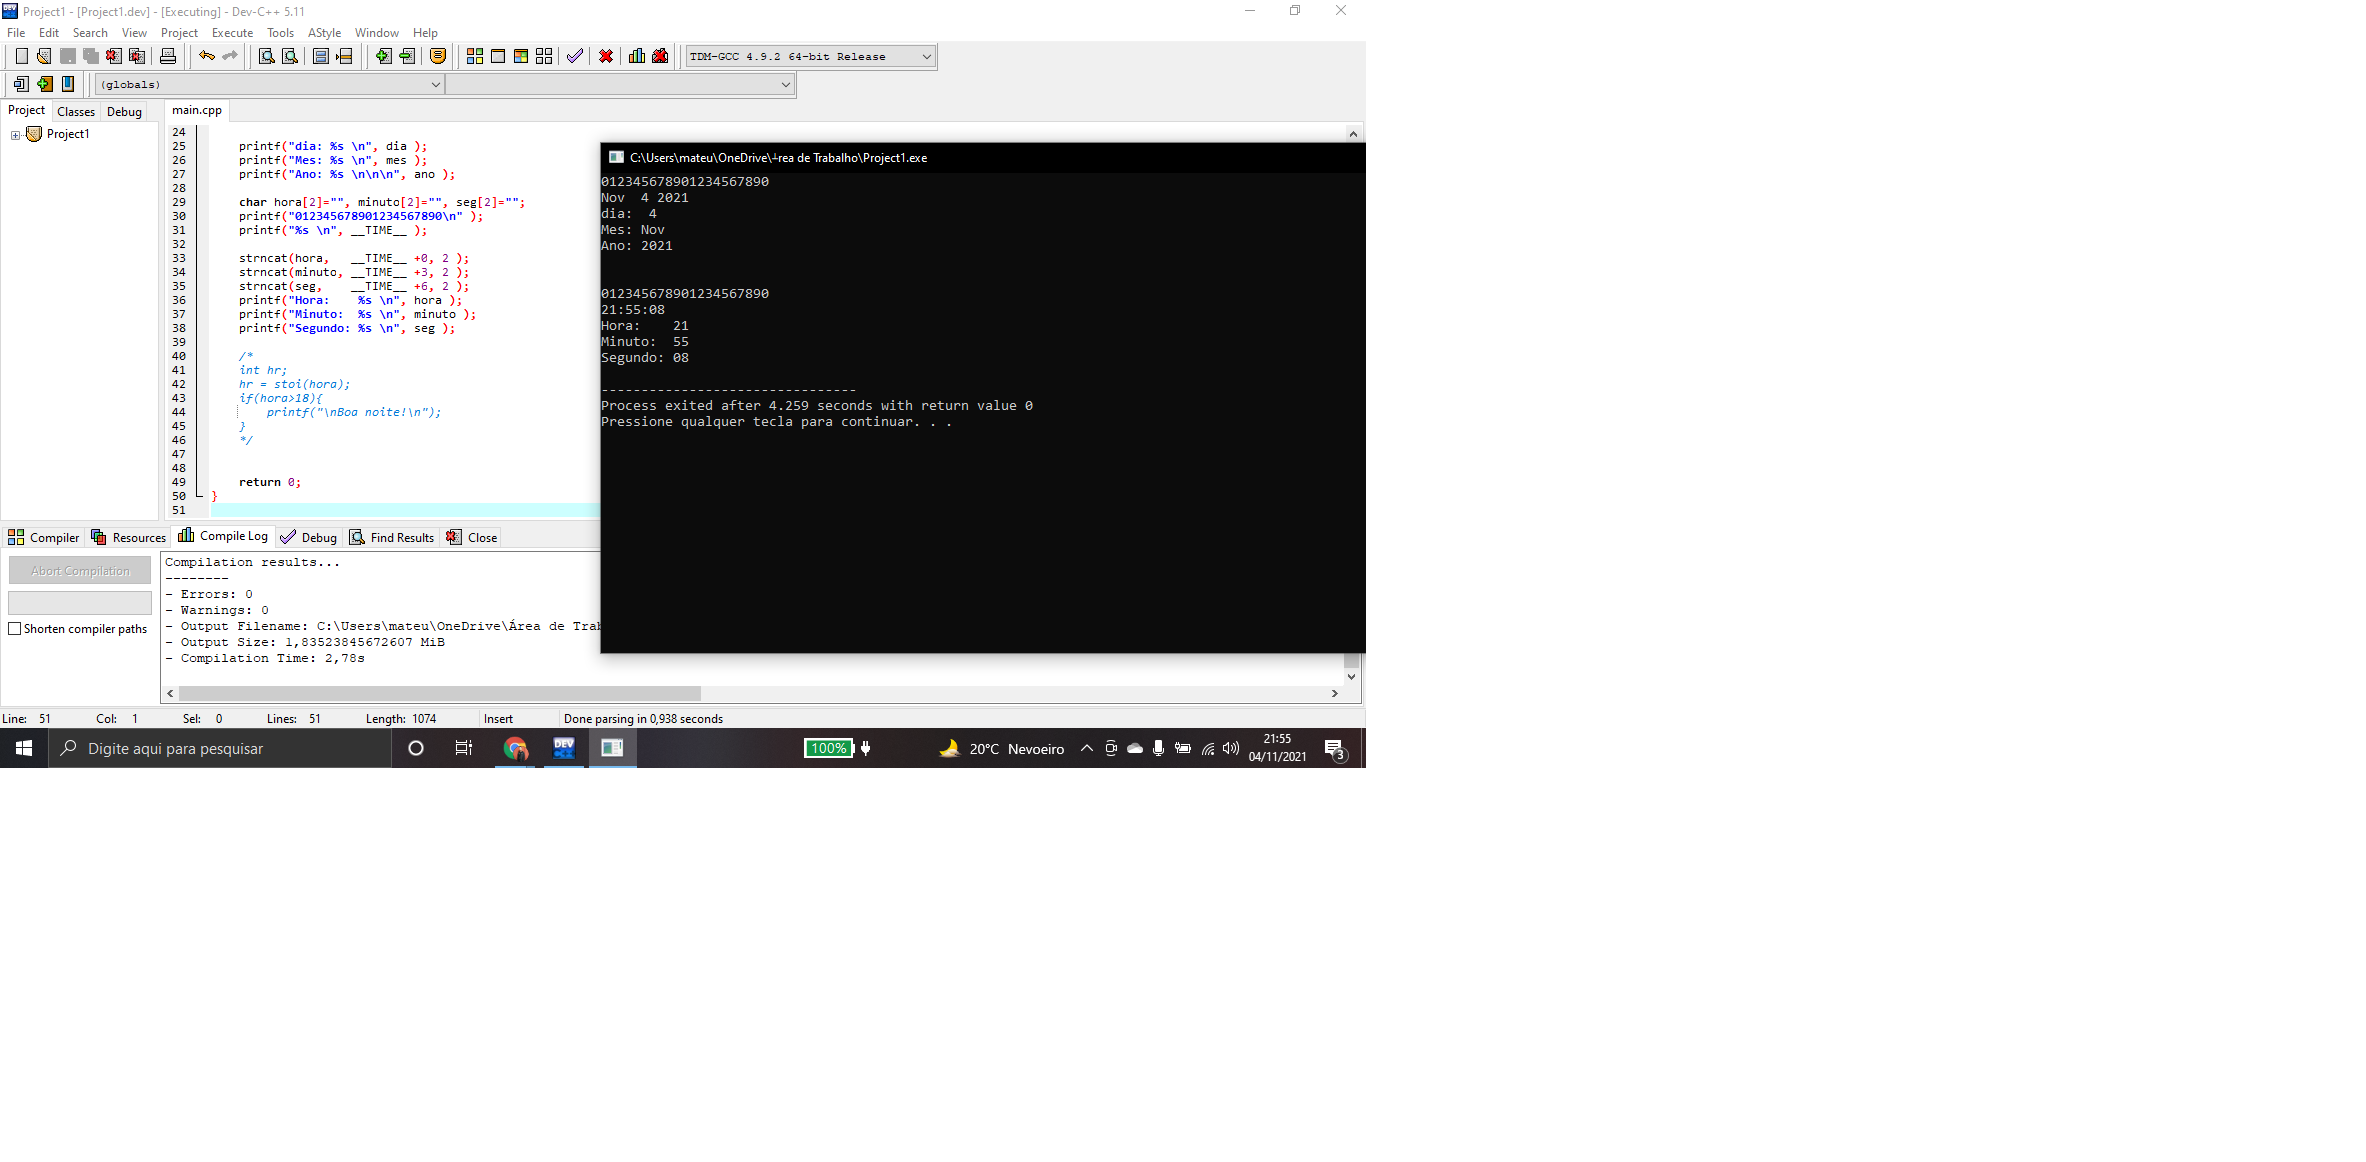 Project1 - [Project1.dev] - [Executing] - Dev-C++ 5.11
File Edit Search View Project Execute Tools AStyle Window Help
TDM-GCC 4.9.2 64-bit Release
(globals)
Project Classes Debug
Project1
main.cpp
24
25 printf("dia: %s \n", dia );
26 printf("Mes: %s \n", mes );
27 printf("Ano: %s \n\n\n", ano );
28
29 char hora[2]="", minuto[2]="", seg[2]="";
30 printf("012345678901234567890\n" );
31 printf("%s \n", __TIME__ );
32
33 strncat(hora,   __TIME__ +0, 2 );
34 strncat(minuto, __TIME__ +3, 2 );
35 strncat(seg,    __TIME__ +6, 2 );
36 printf("Hora:    %s \n", hora );
37 printf("Minuto:  %s \n", minuto );
38 printf("Segundo: %s \n", seg );
39
40 /*
41 int hr;
42 hr = stoi(hora);
43 if(hora>18){
44     printf("\nBoa noite!\n");
45 }
46 */
47
48
49 return 0;
50 }
51
C:\Users\mateu\OneDrive\┴rea de Trabalho\Project1.exe
012345678901234567890
Nov  4 2021
dia:  4
Mes: Nov
Ano: 2021
012345678901234567890
21:55:08
Hora:    21
Minuto:  55
Segundo: 08
--------------------------------
Process exited after 4.259 seconds with return value 0
Pressione qualquer tecla para continuar. . .
Compiler Resources Compile Log Debug Find Results Close
Abort Compilation
Shorten compiler paths
Compilation results...
--------
- Errors: 0
- Warnings: 0
- Output Filename: C:\Users\mateu\OneDrive\Área de Trab
- Output Size: 1,83523845672607 MiB
- Compilation Time: 2,78s
Line: 51 Col: 1 Sel: 0 Lines: 51 Length: 1074 Insert Done parsing in 0,938 seconds
Digite aqui para pesquisar
DEV
100%
20°C Nevoeiro
21:55
04/11/2021
3